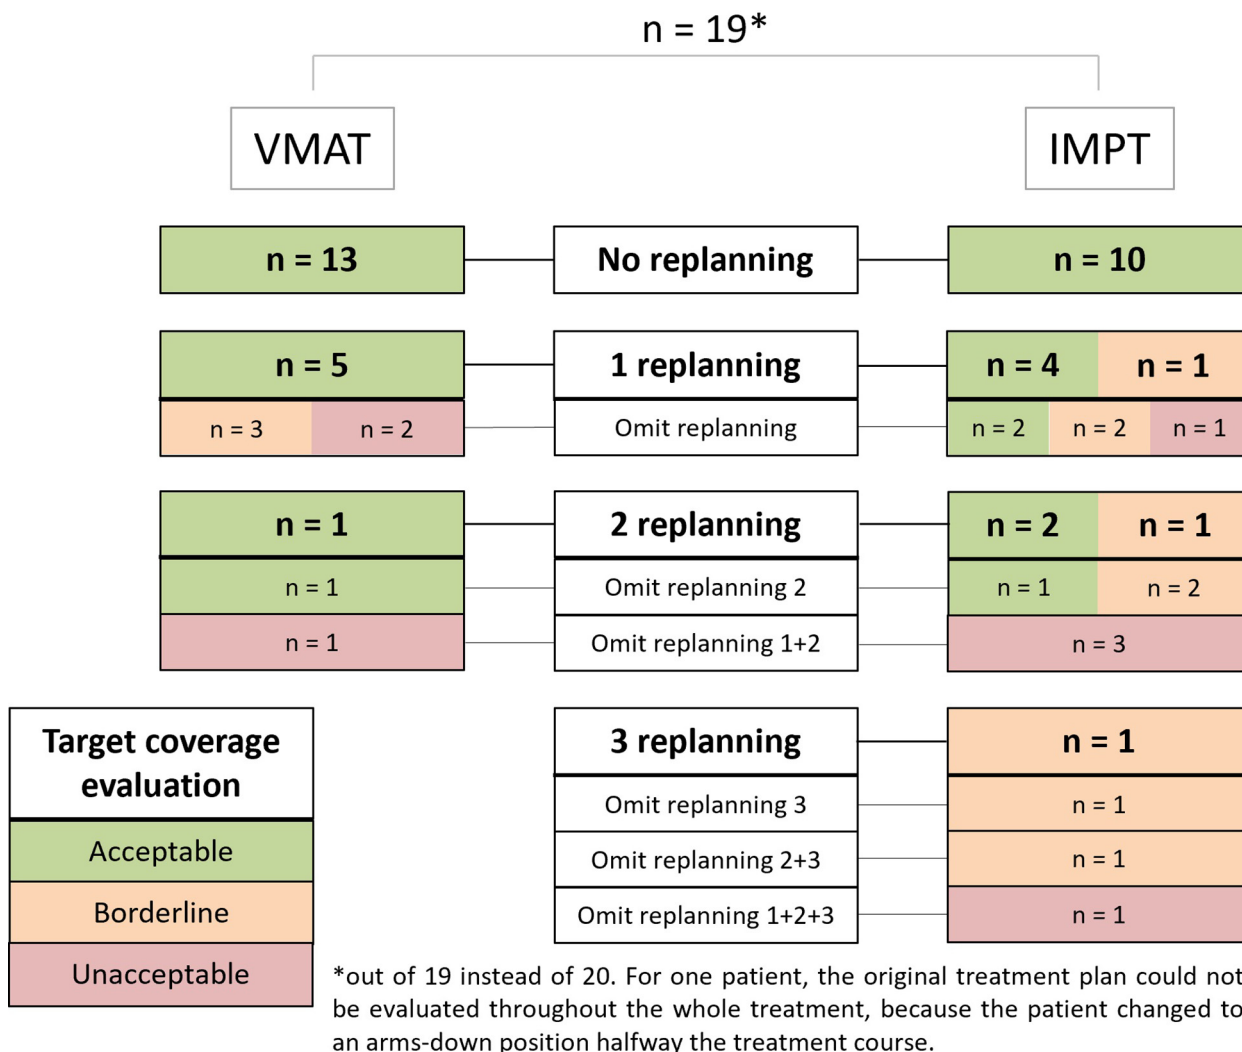 n = 19*
VMAT
IMPT
n = 13
No replanning
n = 10
n = 5
1 replanning
n = 4
n = 1
n = 3
n = 2
Omit replanning
n = 2
n = 2
n = 1
n = 1
2 replanning
n = 2
n = 1
n = 1
Omit replanning 2
n = 1
n = 2
n = 1
Omit replanning 1+2
n = 3
3 replanning
n = 1
Omit replanning 3
n = 1
Omit replanning 2+3
n = 1
Omit replanning 1+2+3
n = 1
Target coverage
evaluation
Acceptable
Borderline
Unacceptable
*out of 19 instead of 20. For one patient, the original treatment plan could not
be evaluated throughout the whole treatment, because the patient changed to
an arms-down position halfway the treatment course.